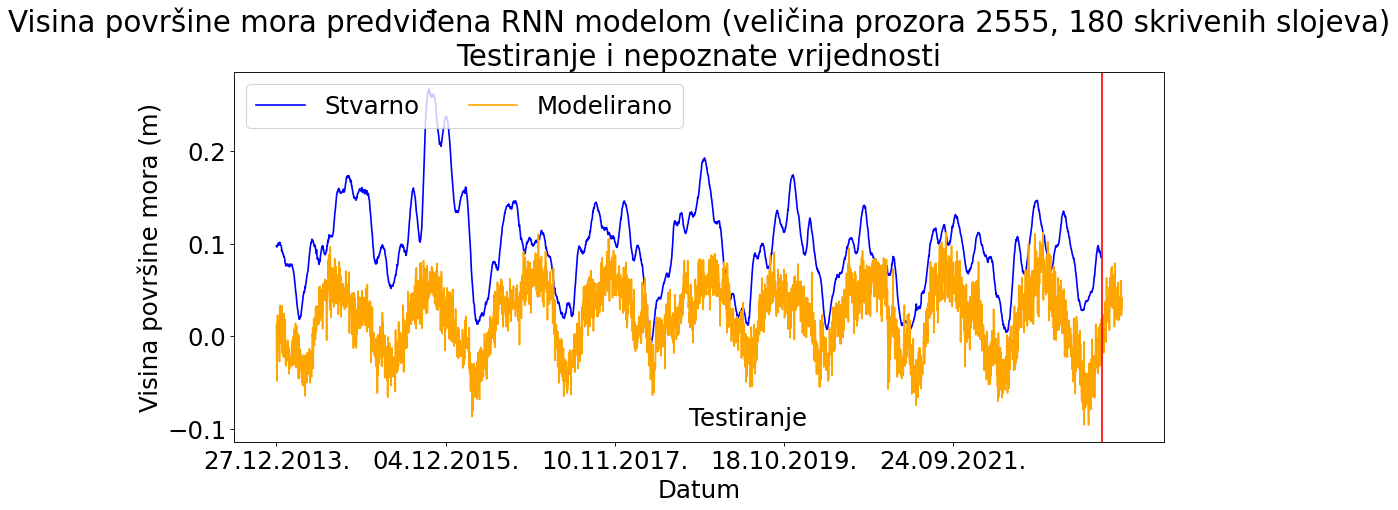 Visina površine mora predviđena RNN modelom (veličina prozora 2555, 180 skrivenih slojeva)
Testiranje i nepoznate vrijednosti
Stvarno Modelirano
Visina površine mora (m)
0.2
0.1
0.0
−0.1
Testiranje
27.12.2013. 04.12.2015. 10.11.2017. 18.10.2019. 24.09.2021.
Datum